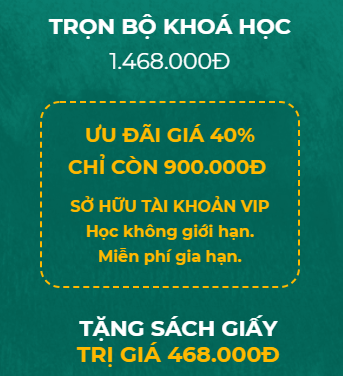 TRỌN BỘ KHOÁ HỌC
1.468.000Đ
ƯU ĐÃI GIÁ 40%
CHỈ CÒN 900.000Đ
SỞ HỮU TÀI KHOẢN VIP
Học không giới hạn.
Miễn phí gia hạn.
TẶNG SÁCH GIẤY
TRỊ GIÁ 468.000Đ